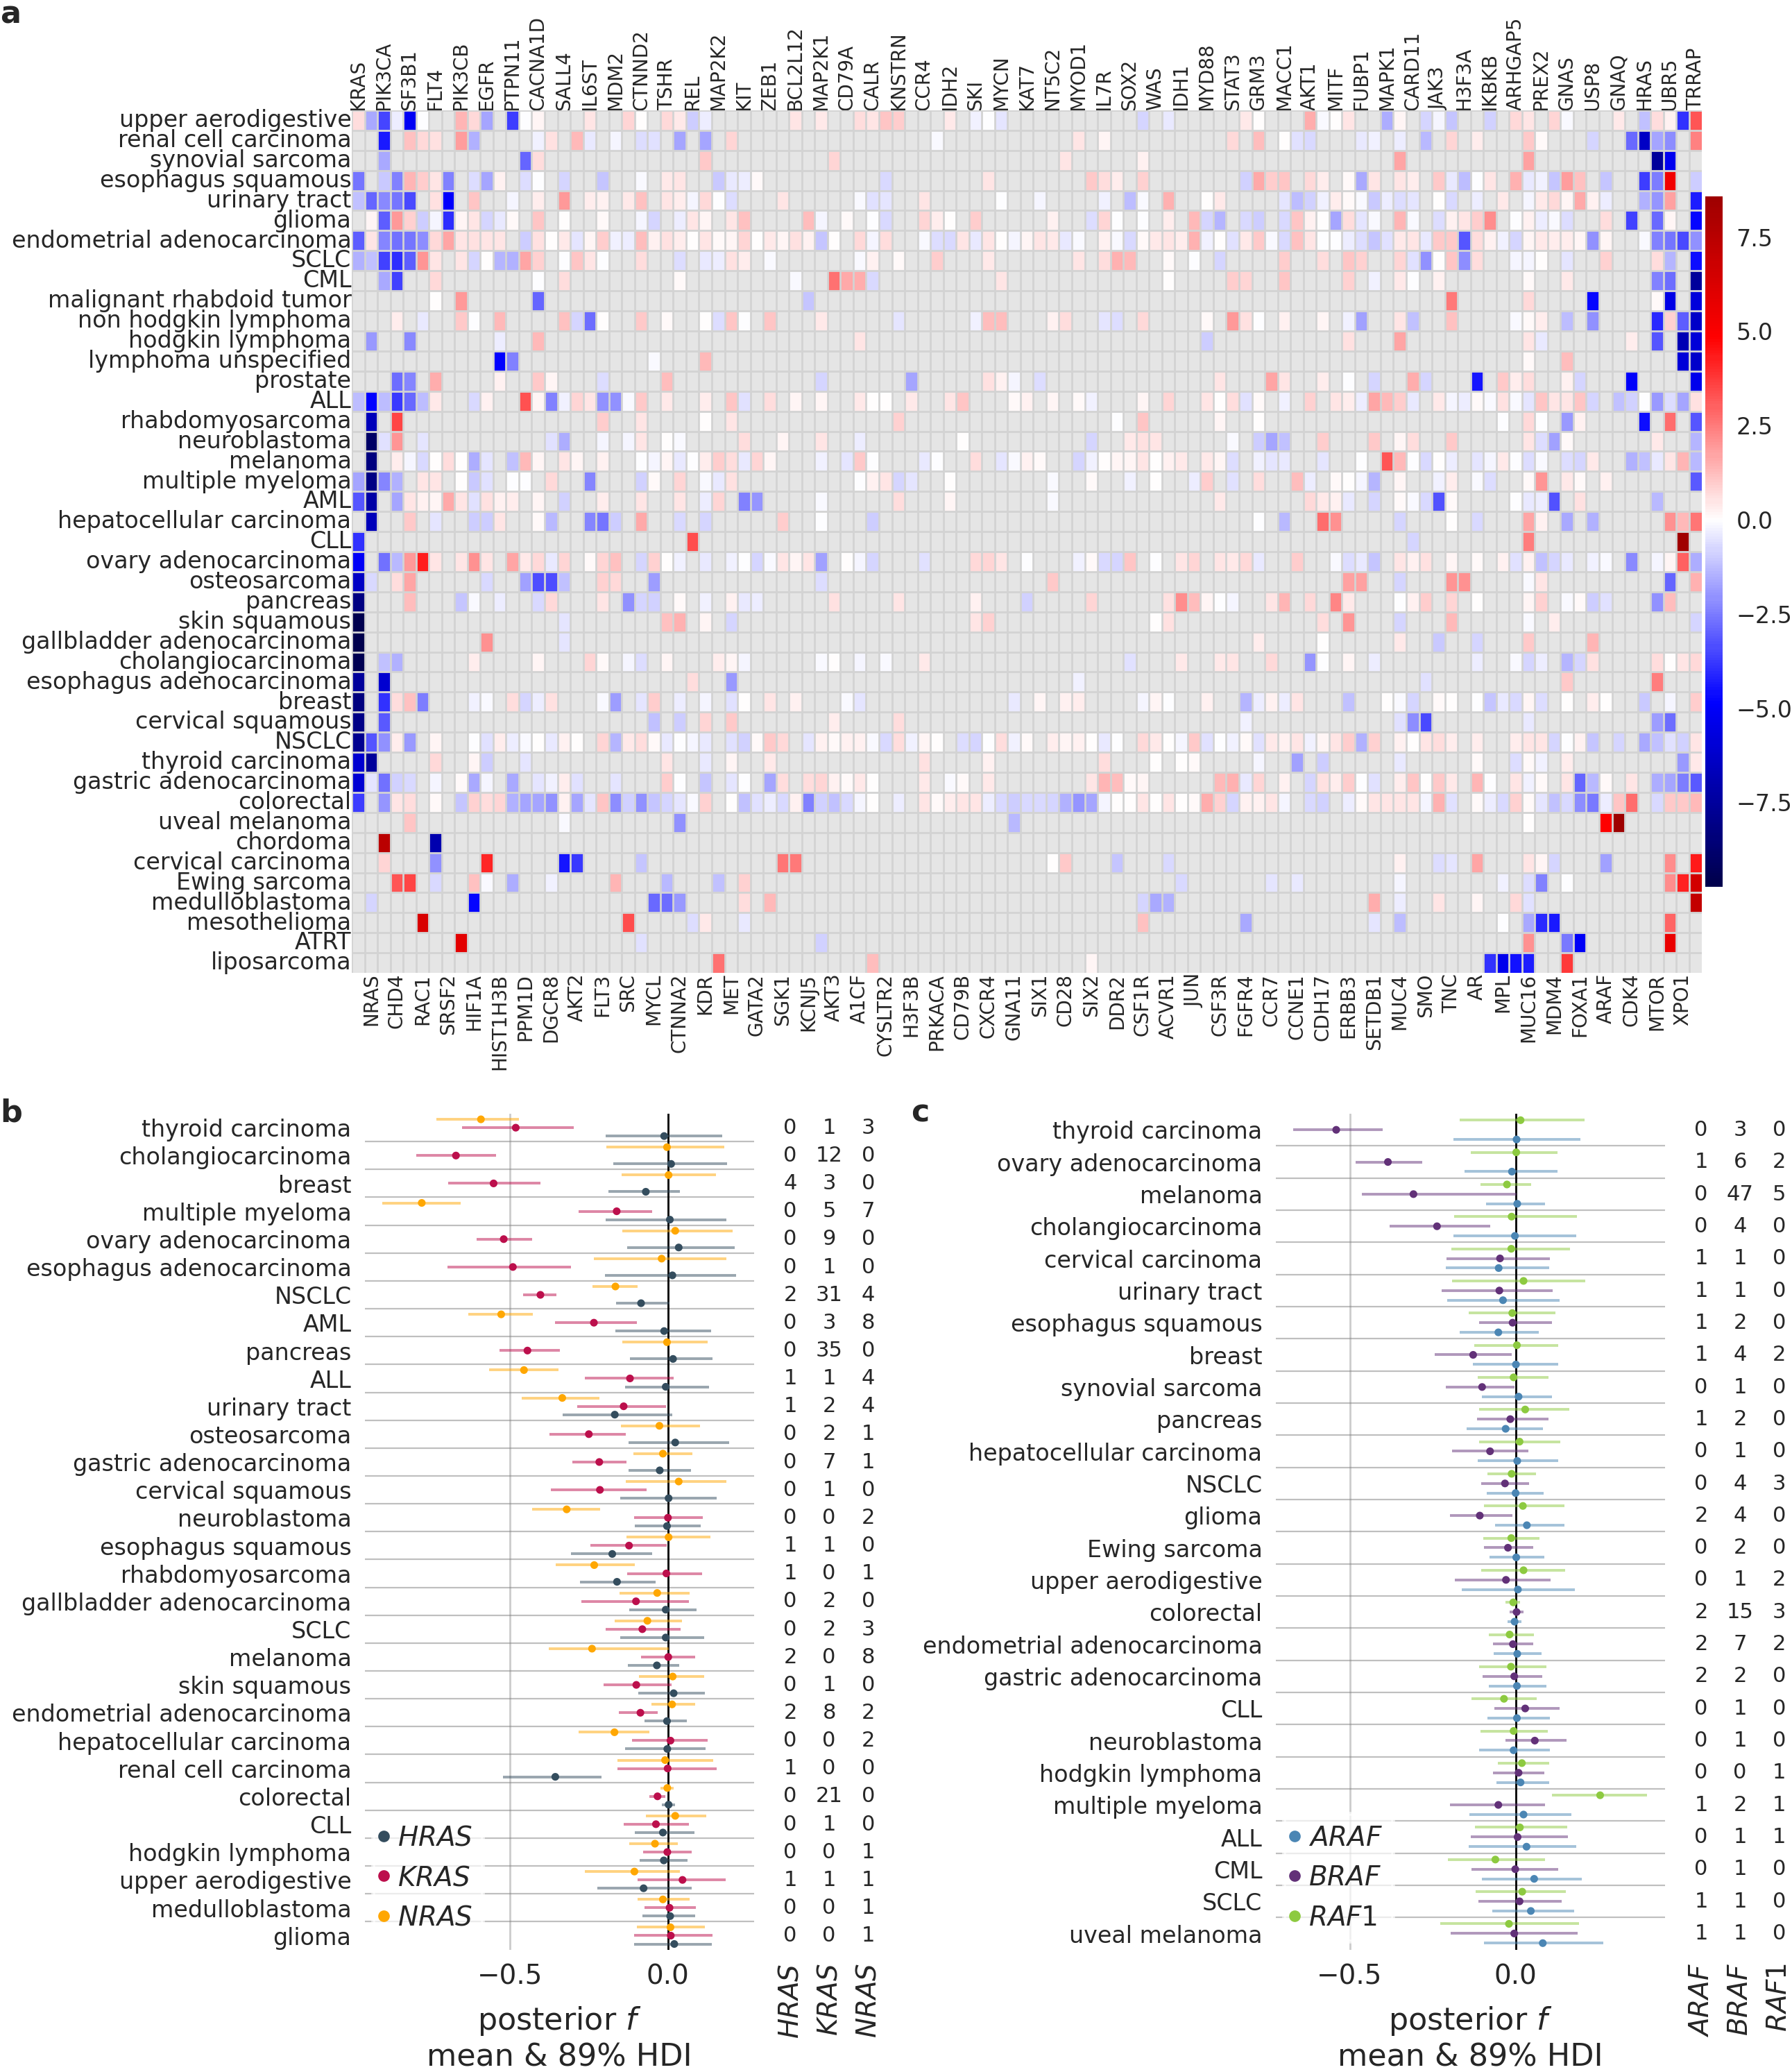 a
KRAS PIK3CA SF3B1 FLT4 PIK3CB EGFR PTPN11 CACNA1D SALL4 IL6ST MDM2 CTNND2 TSHR REL MAP2K2 KIT ZEB1 BCL2L12 MAP2K1 CD79A CALR KNSTRN CCR4 IDH2 SKI MYCN KAT7 NT5C2 MYOD1 IL7R SOX2 WAS IDH1 MYD88 STAT3 GRM3 MACC1 AKT1 MITF FUBP1 MAPK1 CARD11 JAK3 H3F3A IKBKB ARHGAP5 PREX2 GNAS USP8 GNAQ HRAS UBR5 TRRAP
upper aerodigestive
renal cell carcinoma
synovial sarcoma
esophagus squamous
urinary tract
glioma
endometrial adenocarcinoma
SCLC
CML
malignant rhabdoid tumor
non hodgkin lymphoma
hodgkin lymphoma
lymphoma unspecified
prostate
ALL
rhabdomyosarcoma
neuroblastoma
melanoma
multiple myeloma
AML
hepatocellular carcinoma
CLL
ovary adenocarcinoma
osteosarcoma
pancreas
skin squamous
gallbladder adenocarcinoma
cholangiocarcinoma
esophagus adenocarcinoma
breast
cervical squamous
NSCLC
thyroid carcinoma
gastric adenocarcinoma
colorectal
uveal melanoma
chordoma
cervical carcinoma
Ewing sarcoma
medulloblastoma
mesothelioma
ATRT
liposarcoma
7.5
5.0
2.5
0.0
−2.5
−5.0
−7.5
NRAS CHD4 RAC1 SRSF2 HIF1A HIST1H3B PPM1D DGCR8 AKT2 FLT3 SRC MYCL CTNNA2 KDR MET GATA2 SGK1 KCNJ5 AKT3 A1CF CYSLTR2 H3F3B PRKACA CD79B CXCR4 GNA11 SIX1 CD28 SIX2 DDR2 CSF1R ACVR1 JUN CSF3R FGFR4 CCR7 CCNE1 CDH17 ERBB3 SETDB1 MUC4 SMO TNC AR MPL MUC16 MDM4 FOXA1 ARAF CDK4 MTOR XPO1
b
thyroid carcinoma 0 1 3
cholangiocarcinoma 0 12 0
breast 4 3 0
multiple myeloma 0 5 7
ovary adenocarcinoma 0 9 0
esophagus adenocarcinoma 0 1 0
NSCLC 2 31 4
AML 0 3 8
pancreas 0 35 0
ALL 1 1 4
urinary tract 1 2 4
osteosarcoma 0 2 1
gastric adenocarcinoma 0 7 1
cervical squamous 0 1 0
neuroblastoma 0 0 2
esophagus squamous 1 1 0
rhabdomyosarcoma 1 0 1
gallbladder adenocarcinoma 0 2 0
SCLC 0 2 3
melanoma 2 0 8
skin squamous 0 1 0
endometrial adenocarcinoma 2 8 2
hepatocellular carcinoma 0 0 2
renal cell carcinoma 1 0 0
colorectal 0 21 0
CLL 0 1 0
hodgkin lymphoma 0 0 1
upper aerodigestive 1 1 1
medulloblastoma 0 0 1
glioma 0 0 1
HRAS
KRAS
NRAS
−0.5 0.0
HRAS KRAS NRAS
posterior f
mean & 89% HDI
c
thyroid carcinoma 0 3 0
ovary adenocarcinoma 1 6 2
melanoma 0 47 5
cholangiocarcinoma 0 4 0
cervical carcinoma 1 1 0
urinary tract 1 1 0
esophagus squamous 1 2 0
breast 1 4 2
synovial sarcoma 0 1 0
pancreas 1 2 0
hepatocellular carcinoma 0 1 0
NSCLC 0 4 3
glioma 2 4 0
Ewing sarcoma 0 2 0
upper aerodigestive 0 1 2
colorectal 2 15 3
endometrial adenocarcinoma 2 7 2
gastric adenocarcinoma 2 2 0
CLL 0 1 0
neuroblastoma 0 1 0
hodgkin lymphoma 0 0 1
multiple myeloma 1 2 1
ALL 0 1 1
CML 0 1 0
SCLC 1 1 0
uveal melanoma 1 1 0
ARAF
BRAF
RAF1
−0.5 0.0
ARAF BRAF RAF1
posterior f
mean & 89% HDI